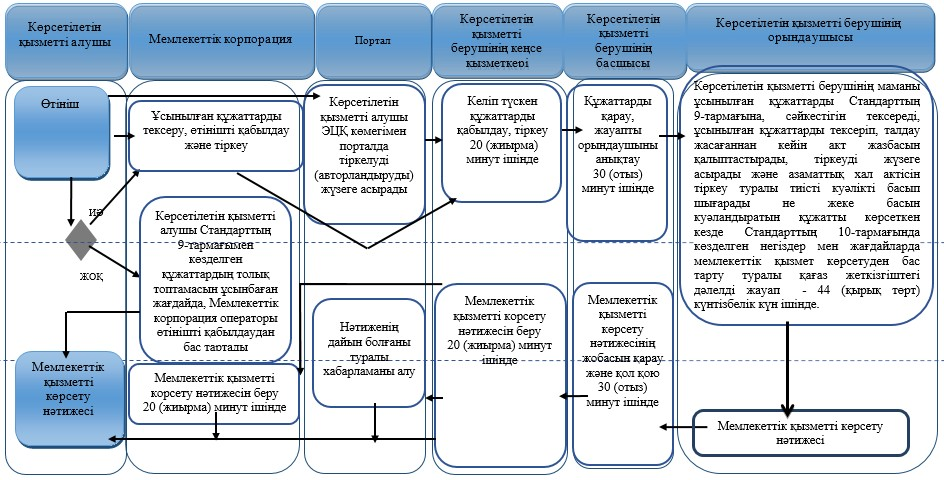 Көрсетілетін
қызметті алушы
Мемлекеттік корпорация
Портал
Көрсетілетін
қызметті
берушінің кеңсе
қызметкері
Көрсетілетін
қызметті
берушінің
басшысы
Көрсетілетін қызметті берушінің
орындаушысы
Өтініш
иә
жоқ
Мемлекеттік
қызметті
көрсету
нәтижесі
Ұсынылған құжаттарды
тексеру, өтінішті қабылдау
және тіркеу
Көрсетілетін қызметті
алушы Стандарттың
9-тармағымен
көзделген
құжаттардың толық
топтамасын ұсынбаған
жағдайда, Мемлекеттік
корпорация операторы
өтінішті қабылдаудан
бас тартады
Мемлекеттік қызметті
корсету нәтижесін беру
20 (жиырма) минут ішінде
Көрсетілетін
қызметті алушы
ЭЦҚ көмегімен
порталда
тіркелуді
(авторландыруды)
жүзеге асырады
Нәтиженің
дайын болғаны
туралы
хабарламаны алу
Келіп түскен
құжаттарды
қабылдау, тіркеу
20 (жиырма)
минут ішінде
Мемлекеттік
қызметті корсету
нәтижесін беру
20 (жиырма) минут
ішінде
Құжаттарды
қарау,
жауапты
орындаушыны
анықтау
30 (отыз)
минут ішінде
Мемлекеттік
қызметті
көрсету
нәтижесінің
жобасын қарау
және қол қою
30 (отыз)
минут ішінде
Көрсетілетін қызметті берушінің маманы
ұсынылған құжаттарды Стандарттың
9-тармағына, сәйкестігін тексереді,
ұсынылған құжаттарды тексеріп, талдау
жасағаннан кейін акт жазбасын
қалыптастырады, тіркеуді жүзеге
асырады және азаматтық хал актісін
тіркеу туралы тиісті куәлікті басып
шығарады не жеке басын
куәландыратын құжатты көрсеткен
кезде Стандарттың 10-тармағында
көзделген негіздер мен жағдайларда
мемлекеттік қызмет көрсетуден бас
тарту туралы қағаз жеткізгіштегі
дәлелді жауап - 44 (қырық төрт)
күнтізбелік күн ішінде.
Мемлекеттік қызметті көрсету
нәтижесі